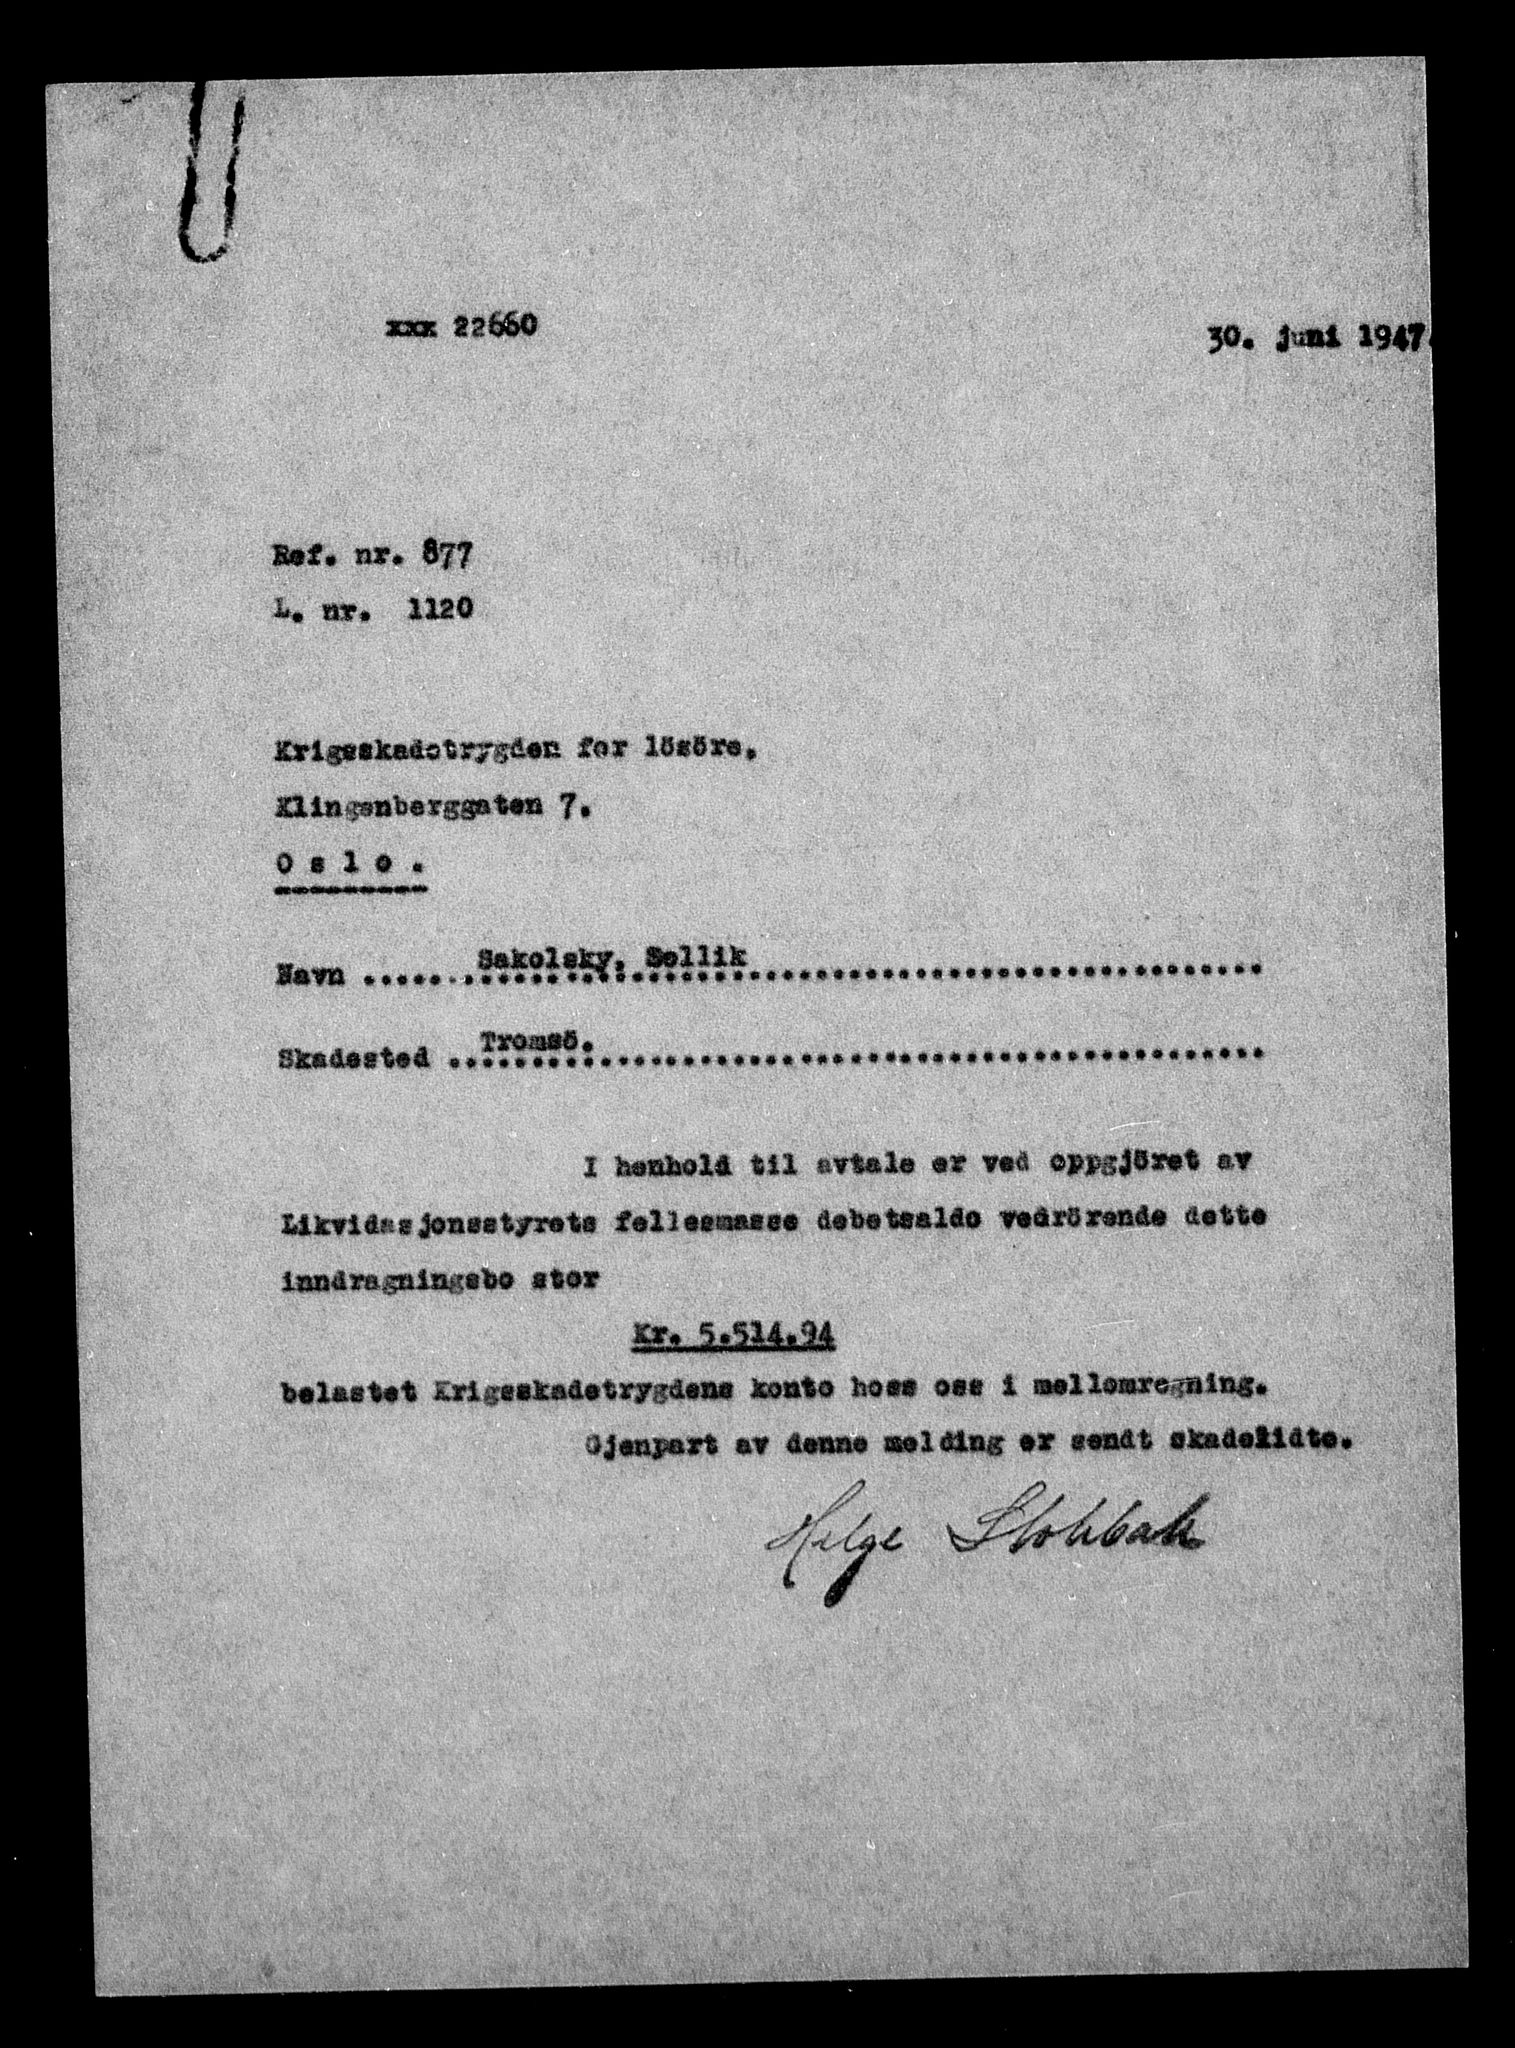 xxx 22660
30. juni 1947.
Ref. nr. 877
L. nr. 1120
Krigsskadetrygden for lösöre.
Klingenberggaten 7.
O s l o .
Navn ....... Sakolsky, Sellik ..............................
Skadested .. Tromsö. ..............................
I henhold til avtale er ved oppgjöret av
Likvidasjonsstyrets fellesmasse debetsaldo vedrörende dette
inndragningsbo stor
Kr. 5.514.94
belastet Krigsskadetrygdens konto hoss oss i mellomregning.
Gjenpart av denne melding er sendt skadelidte.
Helge